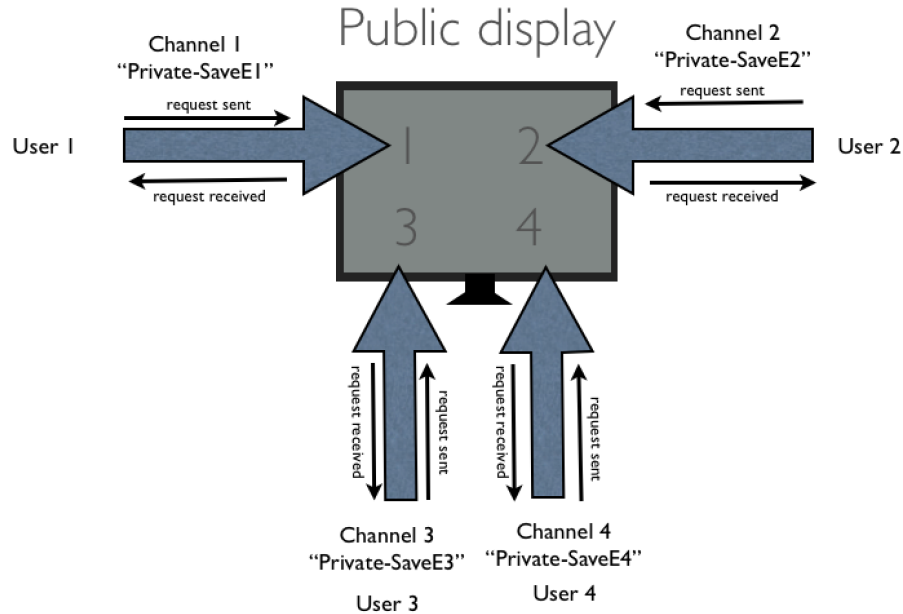 Public display
Channel 1
“Private-SaveE1”
request sent
User 1
request received
Channel 2
“Private-SaveE2”
request sent
User 2
request received
1
2
3
4
request received
request sent
Channel 3
“Private-SaveE3”
User 3
request received
request sent
Channel 4
“Private-SaveE4”
User 4